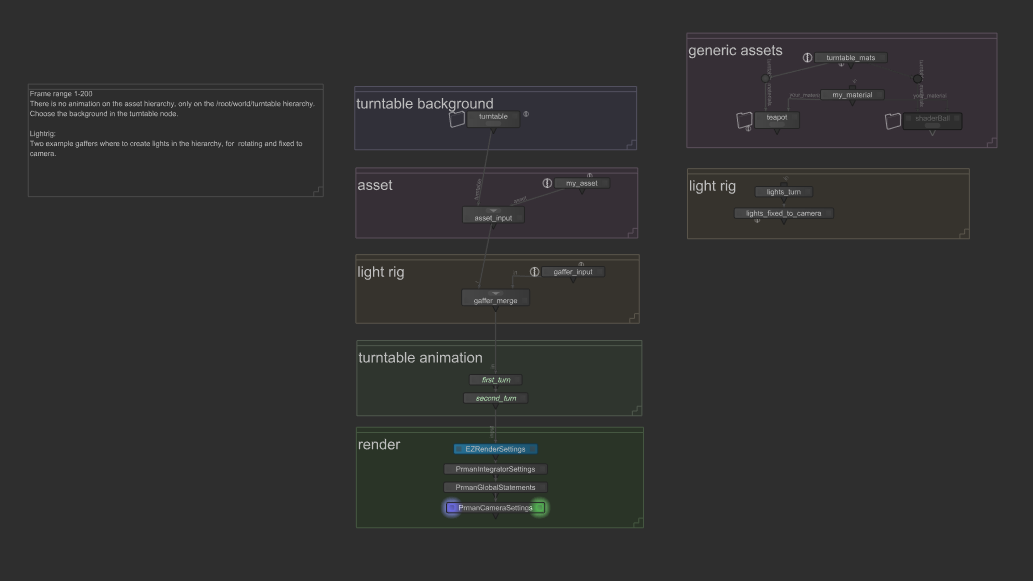 Frame range 1-200
There is no animation on the asset hierarchy, only on the /root/world/turntable hierarchy.
Choose the background in the turntable node.
Lightrig:
Two example gaffers where to create lights in the hierarchy, for rotating and fixed to
camera.
turntable background
turntable
asset
my_asset
asset_input
light rig
gaffer_input
gaffer_merge
turntable animation
first_turn
second_turn
render
EZRenderSettings
PrmanIntegratorSettings
PrmanGlobalStatements
PrmanCameraSettings
generic assets
turntable_mats
my_material
teapot
shaderBall
light rig
lights_turn
lights_fixed_to_camera